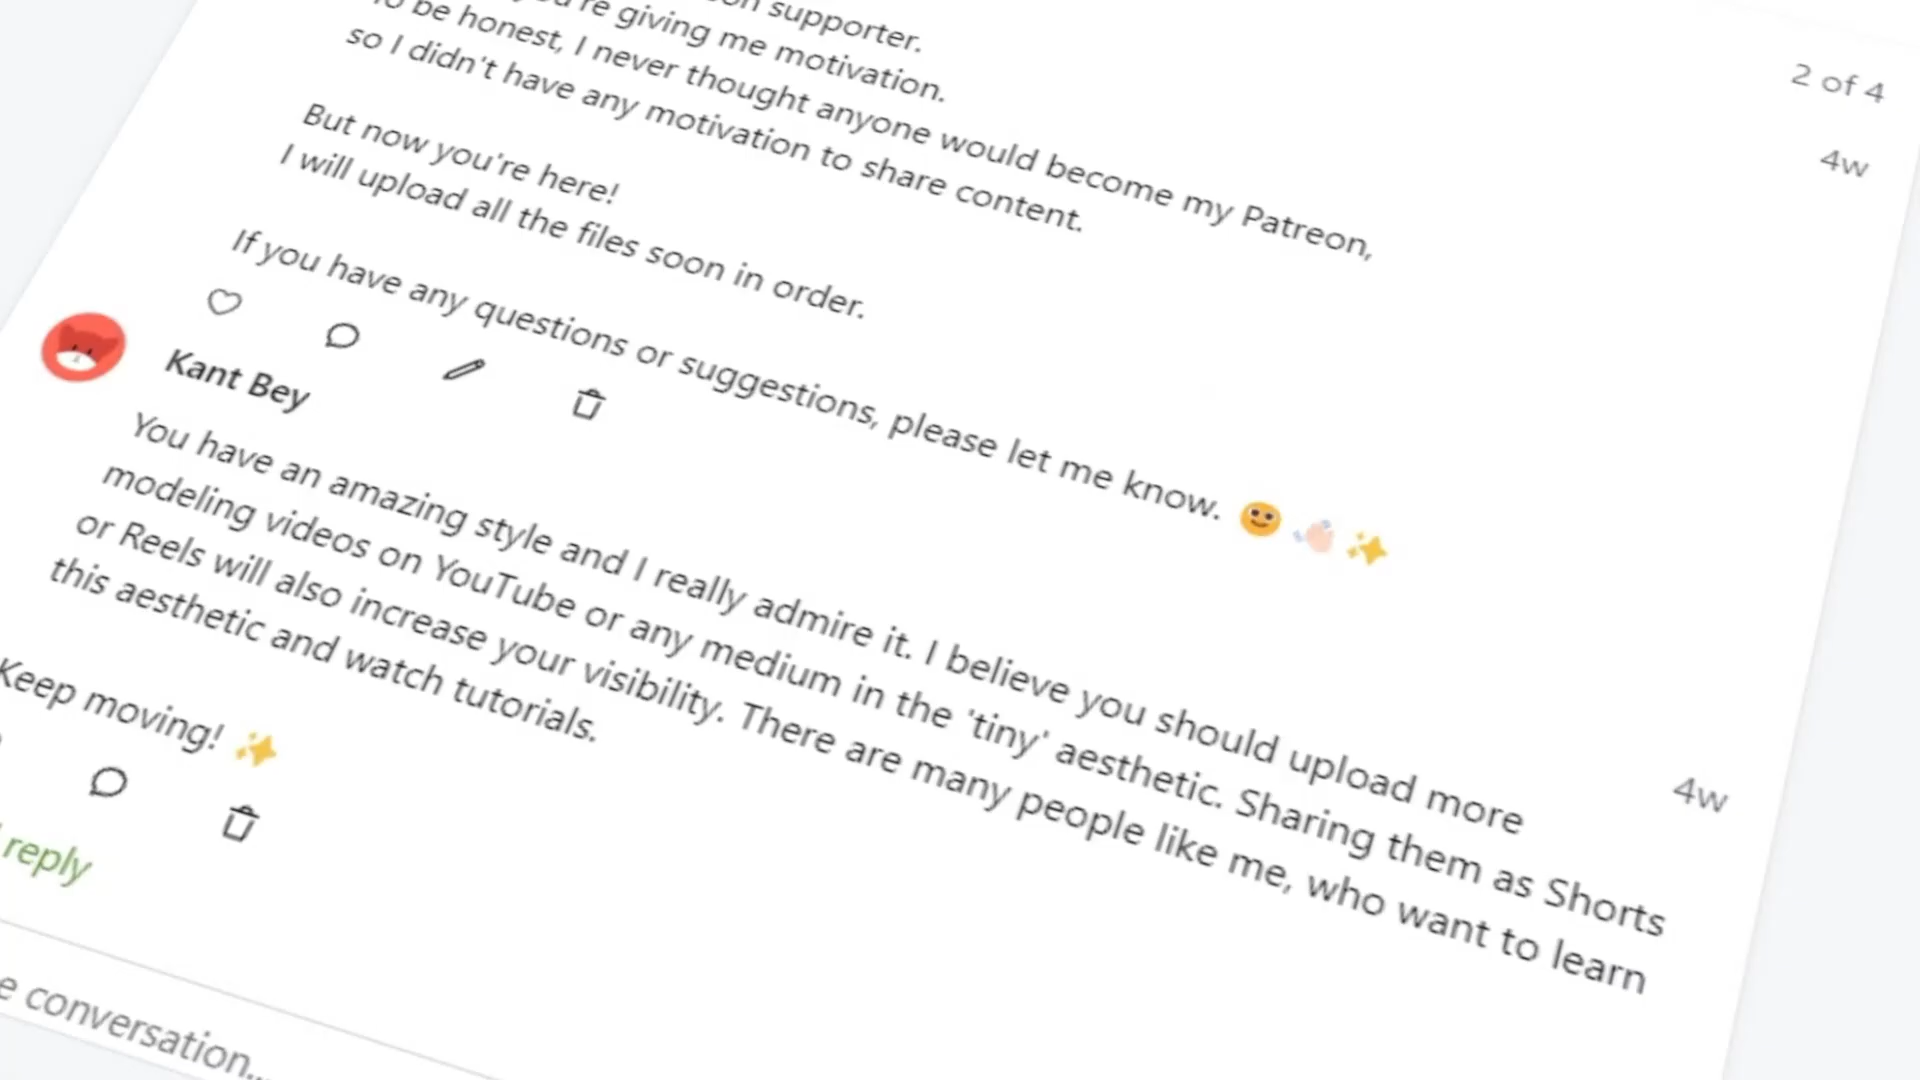 supporter.
you're giving me motivation.
be honest, I never thought anyone would become my Patreon,
so I didn't have any motivation to share content.
But now you're here!
I will upload all the files soon in order.
If you have any questions or suggestions, please let me know.
2 of 4
4w
Kant Bey
You have an amazing style and I really admire it. I believe you should upload more
modeling videos on YouTube or any medium in the 'tiny' aesthetic. Sharing them as Shorts
or Reels will also increase your visibility. There are many people like me, who want to learn
this aesthetic and watch tutorials.
Keep moving!
4w
reply
conversation...